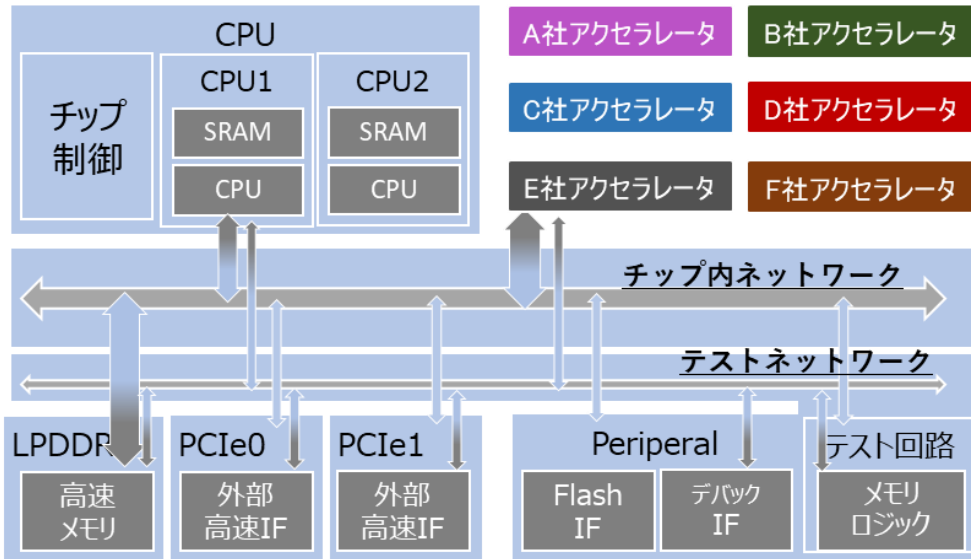 CPU
チップ
制御
CPU1
SRAM
CPU
CPU2
SRAM
CPU
A社アクセラレータ
B社アクセラレータ
C社アクセラレータ
D社アクセラレータ
E社アクセラレータ
F社アクセラレータ
チップ内ネットワーク
テストネットワーク
LPDDR
高速
メモリ
PCIe0
外部
高速IF
PCIe1
外部
高速IF
Periperal
Flash
IF
デバック
IF
テスト回路
メモリ
ロジック